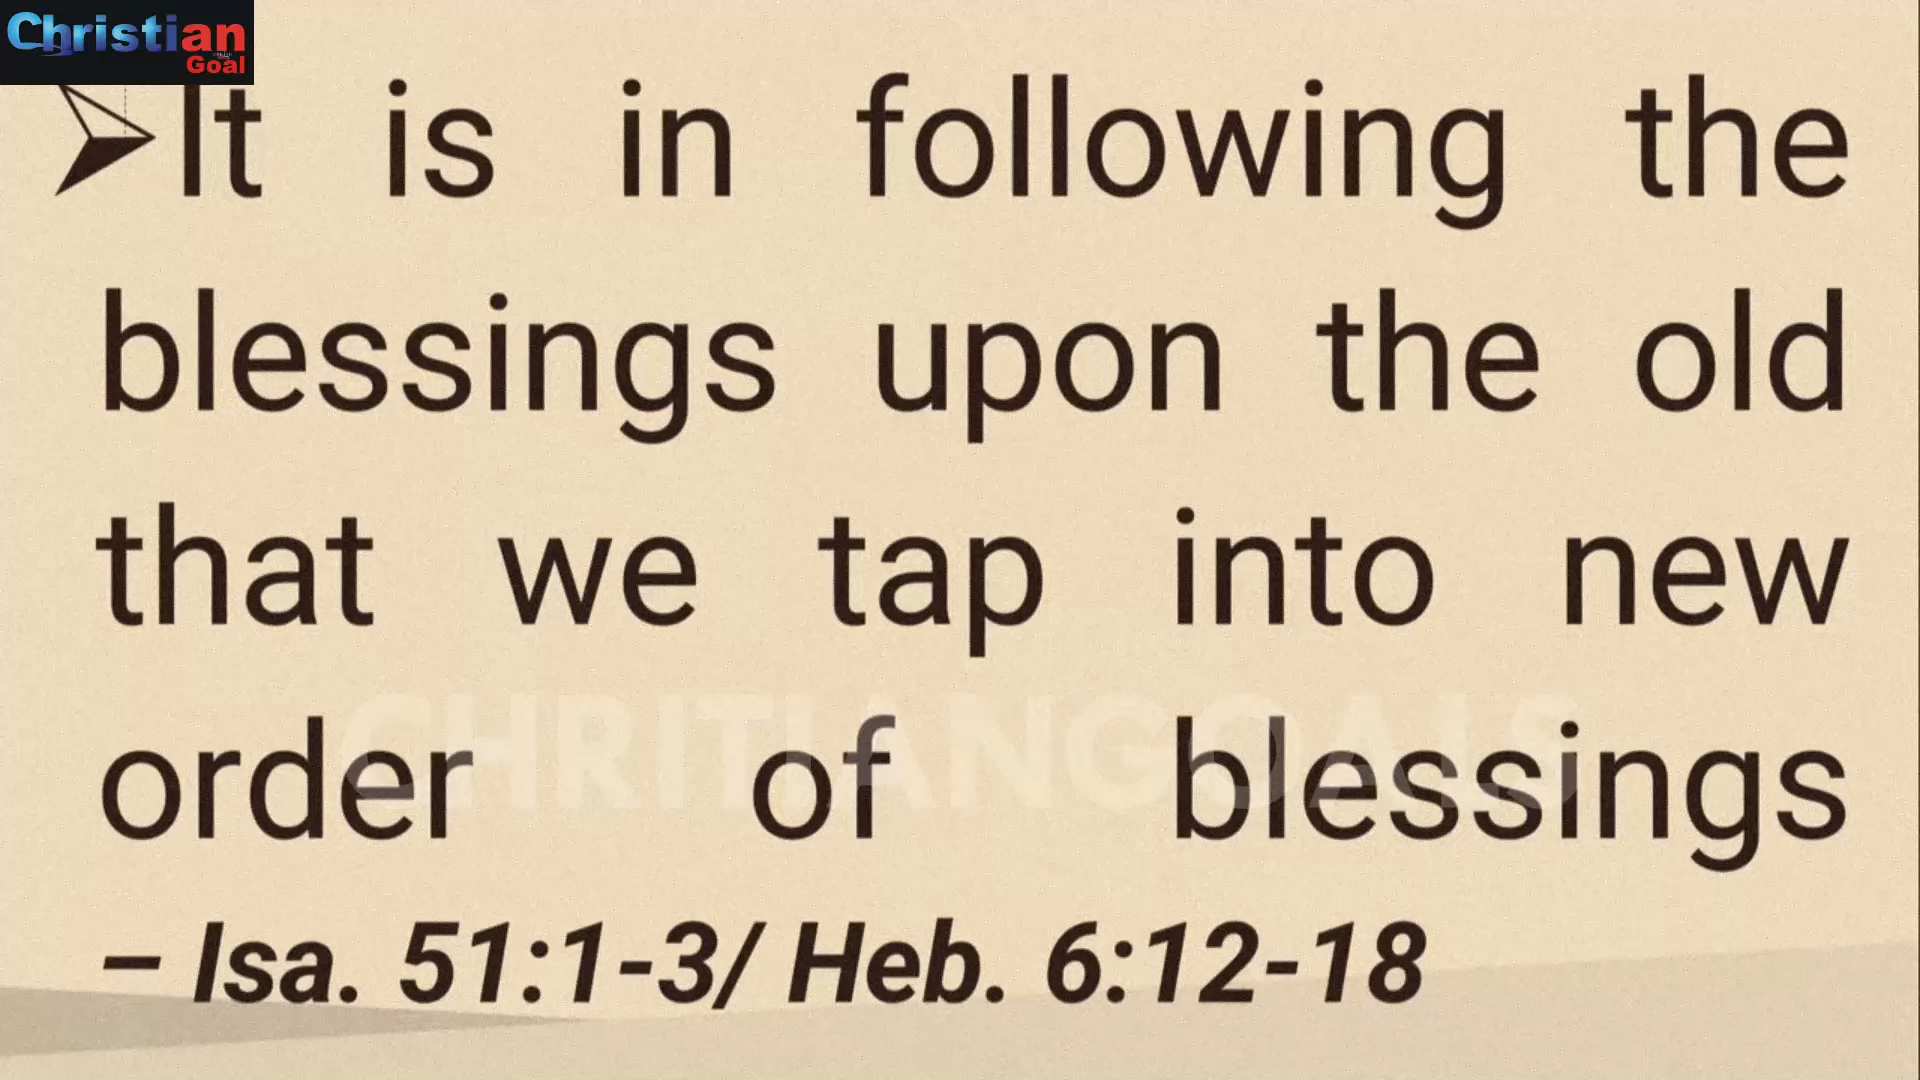 Christian
Goal
It is in following the
blessings upon the old
that we tap into new
CHRITIANGOALS
order of blessings
– Isa. 51:1-3/ Heb. 6:12-18